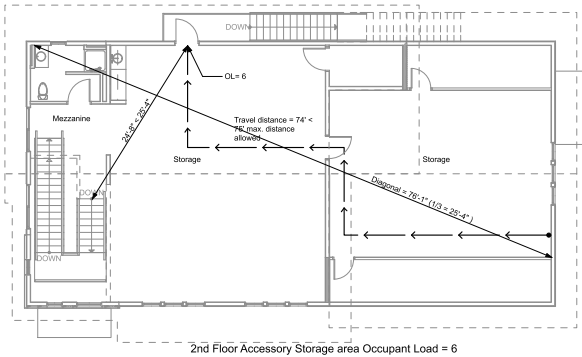 DOWN
OL= 6
Mezzanine
24'-8" ≤ 25'-4"
Travel distance = 74' <
75' max. distance
allowed
Storage
Storage
Diagonal = 76'-1" (1/3 = 25'-4" )
DOWN
DOWN
2nd Floor Accessory Storage area Occupant Load = 6